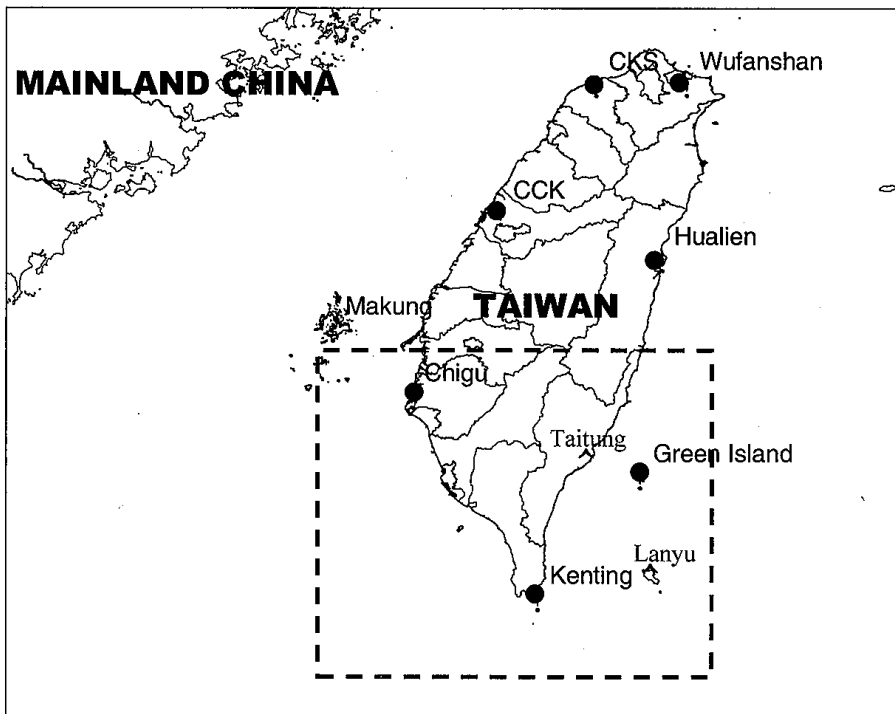 CKS
Wufanshan
MAINLAND CHINA
CCK
Hualien
Makung
TAIWAN
Chigu
Taitung
Green Island
Lanyu
Kenting